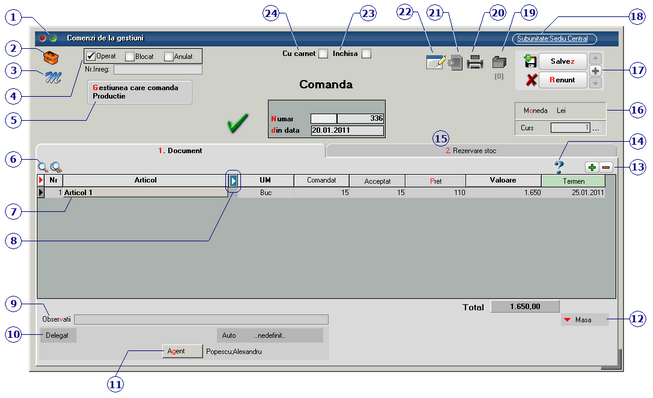 24 23 22 21 20 19 18
1 Comenzi de la gestiuni Subunitate:Sediu Central
2 Operat Blocat Anulat Cu carnet Inchisa Salvez
3 Nr.Inreg: (0) Renunt 17
4 Gestiunea care comanda Comanda
5 Productie Moneda Lei 16
Numar 336 Curs 1 ...
din data 20.01.2011
15 14
1. Document 2. Rezervare stoc
6 ? 13
Nr Articol UM Comandat Acceptat Pret Valoare Termen
1 Articol 1 Buc 15 15 110 1.650 25.01.2011
7
8
9 Total 1.650,00
Observatii Masa 12
10 Delegat Auto ..nedefinit..
Agent Popescu;Alexandru
11